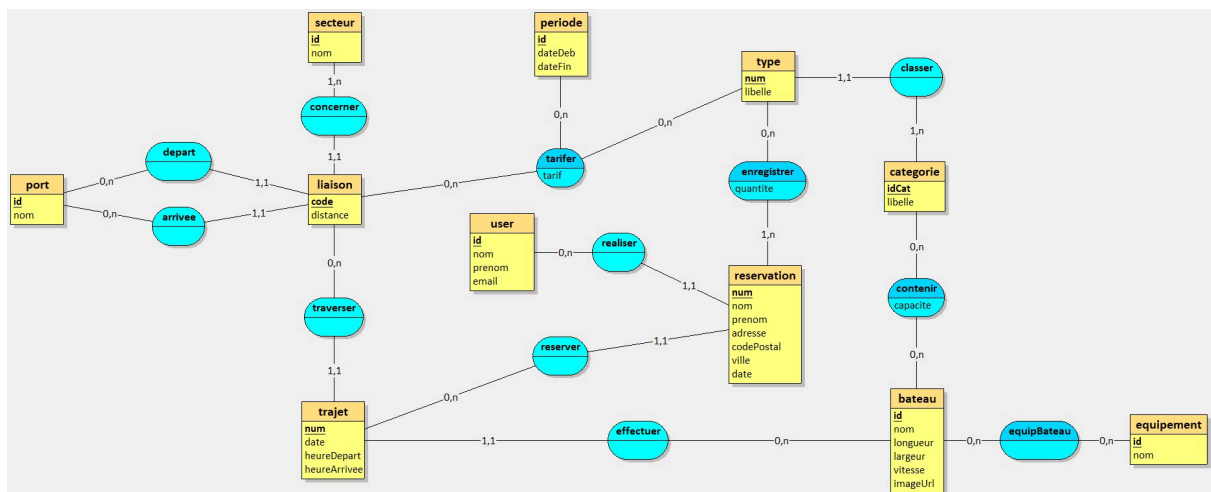 secteur
id
nom
periode
id
dateDeb
dateFin
type
num
libelle
1,1
classer
1,n
concerner
0,n
0,n
0,n
1,n
depart
0,n
1,1
1,1
tarifer
tarif
enregistrer
quantite
categorie
idCat
libelle
port
id
nom
liaison
code
distance
0,n
0,n
arrivee
1,1
user
id
nom
prenom
email
0,n
realiser
1,n
0,n
1,1
reservation
num
nom
prenom
adresse
codePostal
ville
date
0,n
traverser
contenir
capacite
reserver
1,1
0,n
1,1
0,n
trajet
num
date
heureDepart
heureArrivee
1,1
effectuer
0,n
bateau
id
nom
longueur
largeur
vitesse
imageUrl
0,n
equipBateau
0,n
equipement
id
nom